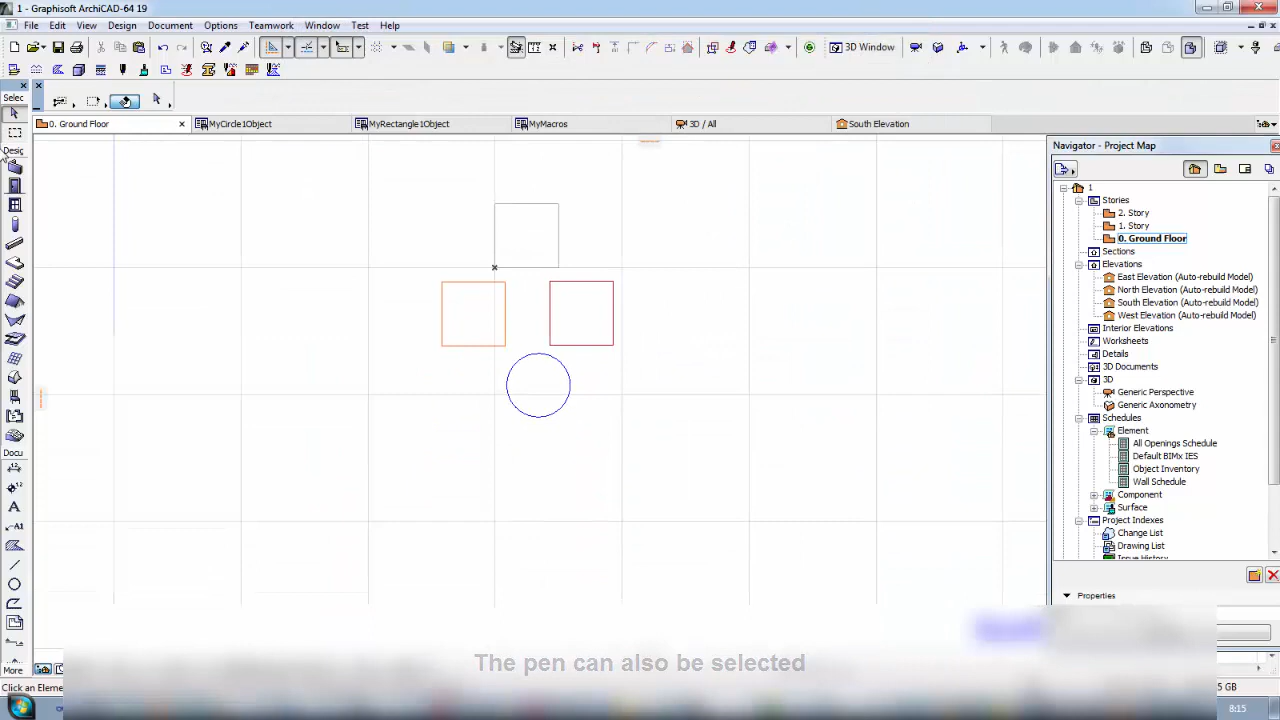 1 - Graphisoft ArchiCAD-64 19
File Edit View Design Document Options Teamwork Window Test Help
3D Window
Selec
0. Ground Floor
MyCircle1Object
MyRectangle1Object
MyMacros
3D / All
South Elevation
Desig
Navigator - Project Map
1
Stories
2. Story
1. Story
0. Ground Floor
Sections
Elevations
East Elevation (Auto-rebuild Model)
North Elevation (Auto-rebuild Model)
South Elevation (Auto-rebuild Model)
West Elevation (Auto-rebuild Model)
Interior Elevations
Worksheets
Details
3D Documents
3D
Generic Perspective
Generic Axonometry
Schedules
Element
All Openings Schedule
Default BIMx IES
Object Inventory
Wall Schedule
Component
Surface
Project Indexes
Change List
Drawing List
Issue History
Docu
A
A1
Properties
The pen can also be selected
More
Click an Eleme
5 GB
8:15